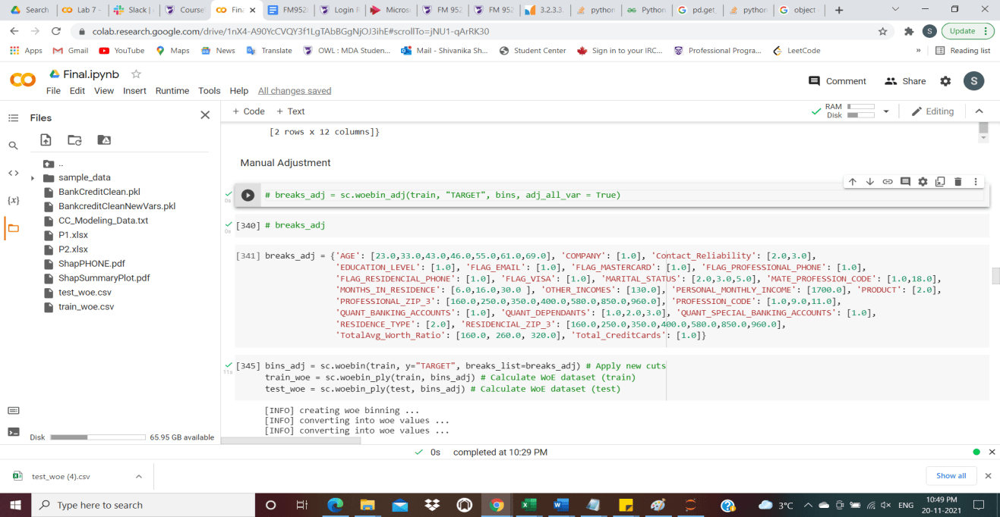 Search
Lab 7 -
Slack |
Course
Fin
FM952
Login
Micros
FM 952
FM 952
3.2.3.3
python
Python
pd.get_
python
object
colab.research.google.com/drive/1nX4-A90YcCVQY3f1LgTAbBGgNjOJ3ihE#scrollTo=jNU1-qArRK30
S
Update
Apps
Gmail
YouTube
Maps
News
Translate
OWL : MDA Studen...
Mail - Shivanika Sh...
Student Center
Sign in to your IRC...
Professional Progra...
LeetCode
»
Reading list
Final.ipynb
File Edit View Insert Runtime Tools Help All changes saved
Comment
Share
S
Files
+ Code + Text
RAM
Disk
Editing
..
sample_data
BankCreditClean.pkl
BankcreditCleanNewVars.pkl
CC_Modeling_Data.txt
P1.xlsx
P2.xlsx
ShapPHONE.pdf
ShapSummaryPlot.pdf
test_woe.csv
train_woe.csv
{x}
Disk 65.95 GB available
[2 rows x 12 columns]}
Manual Adjustment
0s
# breaks_adj = sc.woebin_adj(train, "TARGET", bins, adj_all_var = True)
0s
[340] # breaks_adj
[341] breaks_adj = {'AGE': [23.0,33.0,43.0,46.0,55.0,61.0,69.0], 'COMPANY': [1.0], 'Contact_Reliability': [2.0,3.0],
'EDUCATION_LEVEL': [1.0], 'FLAG_EMAIL': [1.0], 'FLAG_MASTERCARD': [1.0], 'FLAG_PROFESSIONAL_PHONE': [1.0],
'FLAG_RESIDENCIAL_PHONE': [1.0], 'FLAG_VISA': [1.0], 'MARITAL_STATUS': [2.0,3.0,5.0], 'MATE_PROFESSION_CODE': [1.0,18.0],
'MONTHS_IN_RESIDENCE': [6.0,16.0,30.0 ], 'OTHER_INCOMES': [130.0], 'PERSONAL_MONTHLY_INCOME': [1700.0], 'PRODUCT': [2.0],
'PROFESSIONAL_ZIP_3': [160.0,250.0,350.0,400.0,580.0,850.0,960.0], 'PROFESSION_CODE': [1.0,9.0,11.0],
'QUANT_BANKING_ACCOUNTS': [1.0], 'QUANT_DEPENDANTS': [1.0,2.0,3.0], 'QUANT_SPECIAL_BANKING_ACCOUNTS': [1.0],
'RESIDENCE_TYPE': [2.0], 'RESIDENCIAL_ZIP_3': [160.0,250.0,350.0,400.0,580.0,850.0,960.0],
'TotalAvg_Worth_Ratio': [160.0, 260.0, 320.0], 'Total_CreditCards': [1.0]}
11s
[345] bins_adj = sc.woebin(train, y="TARGET", breaks_list=breaks_adj) # Apply new cuts
train_woe = sc.woebin_ply(train, bins_adj) # Calculate WoE dataset (train)
test_woe = sc.woebin_ply(test, bins_adj) # Calculate WoE dataset (test)
[INFO] creating woe binning ...
[INFO] converting into woe values ...
[INFO] converting into woe values ...
0s completed at 10:29 PM
test_woe (4).csv
Show all
Type here to search
3°C
ENG
10:49 PM
20-11-2021